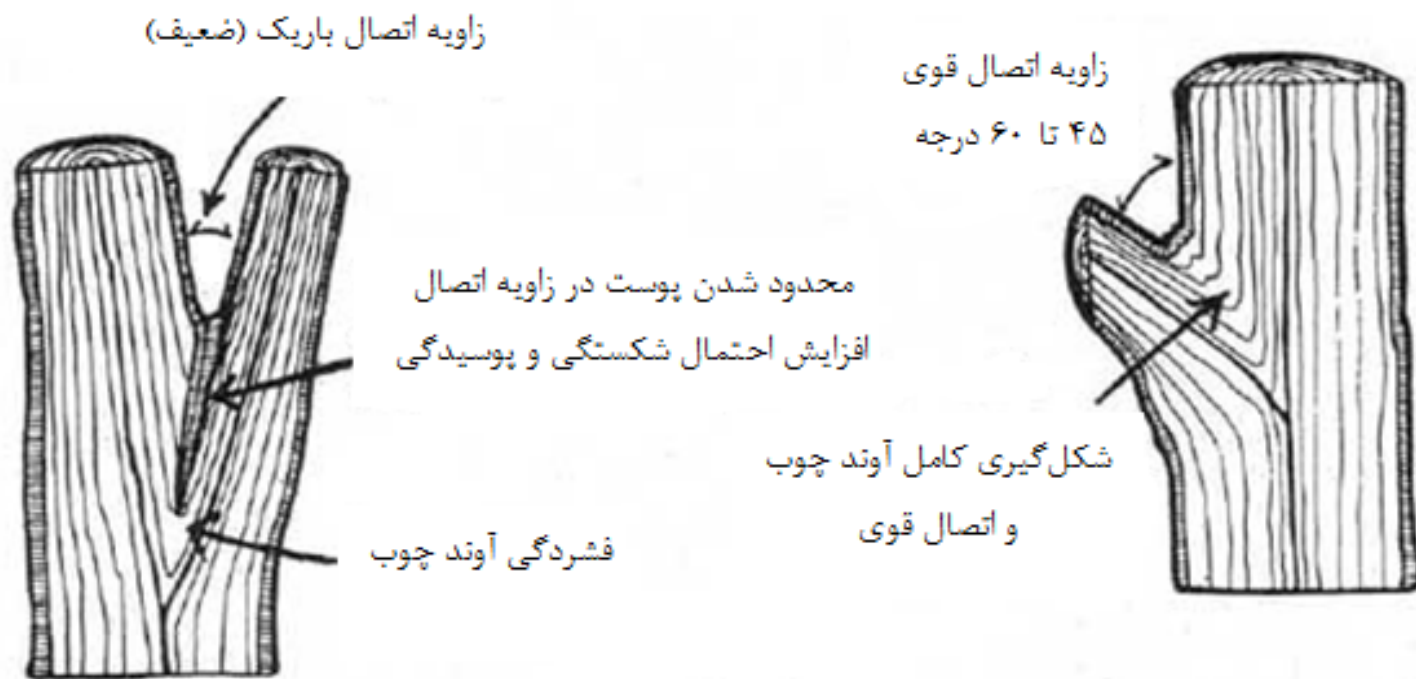 زاویه اتصال باریک (ضعیف)
زاویه اتصال قوی
۴۵ تا ۶۰ درجه
محدود شدن پوست در زاویه اتصال
افزایش احتمال شکستگی و پوسیدگی
شکل‌گیری کامل آوند چوب
و اتصال قوی
فشردگی آوند چوب